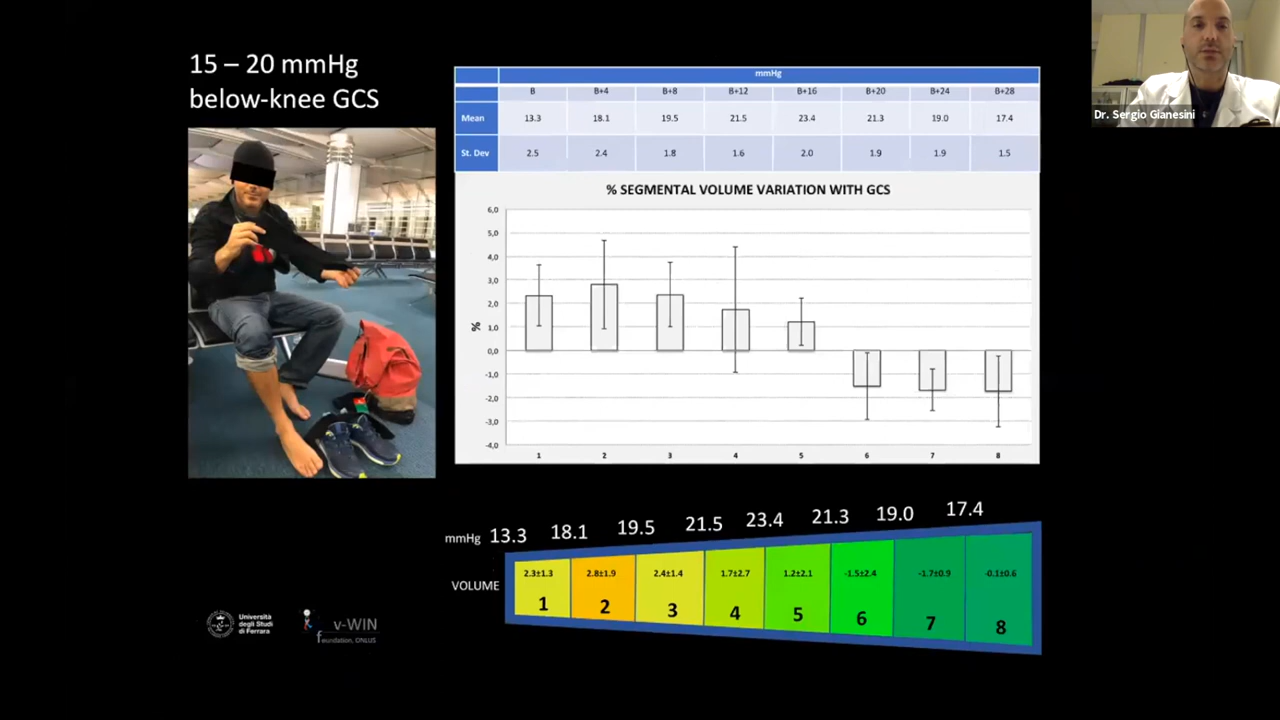 15 – 20 mmHg
below-knee GCS
Dr. Sergio Gianesini
mmHg
B B+4 B+8 B+12 B+16 B+20 B+24 B+28
Mean 13.3 18.1 19.5 21.5 23.4 21.3 19.0 17.4
St. Dev 2.5 2.4 1.8 1.6 2.0 1.9 1.9 1.5
% SEGMENTAL VOLUME VARIATION WITH GCS
6,0
5,0
4,0
3,0
2,0
1,0
0,0
-1,0
-2,0
-3,0
-4,0
%
1 2 3 4 5 6 7 8
mmHg 13.3 18.1 19.5 21.5 23.4 21.3 19.0 17.4
VOLUME 2.3±1.3 2.8±1.9 2.4±1.4 1.7±2.7 1.2±2.1 -1.5±2.4 -1.7±0.9 -0.1±0.6
1 2 3 4 5 6 7 8
Università
degli Studi
di Ferrara
v-WIN
foundation, ONLUS